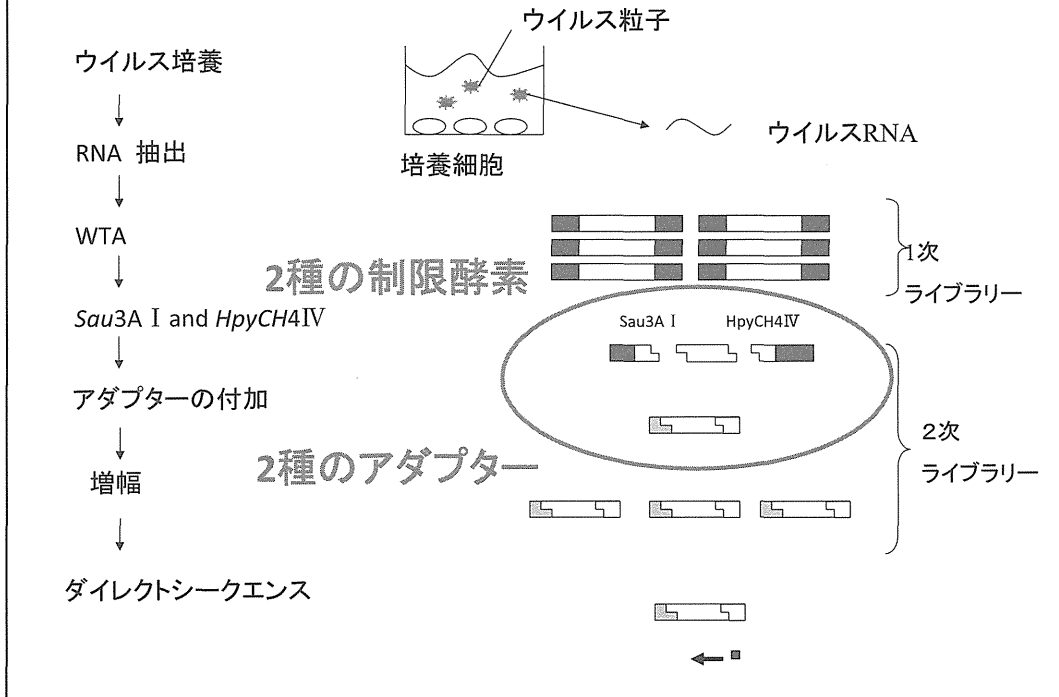 ウイルス培養
RNA 抽出
WTA
Sau3A Ⅰ and HpyCH4Ⅳ
アダプターの付加
増幅
ダイレクトシークエンス
ウイルス粒子
培養細胞
ウイルスRNA
2種の制限酵素
2種のアダプター
Sau3A Ⅰ HpyCH4Ⅳ
1次
ライブラリー
２次
ライブラリー